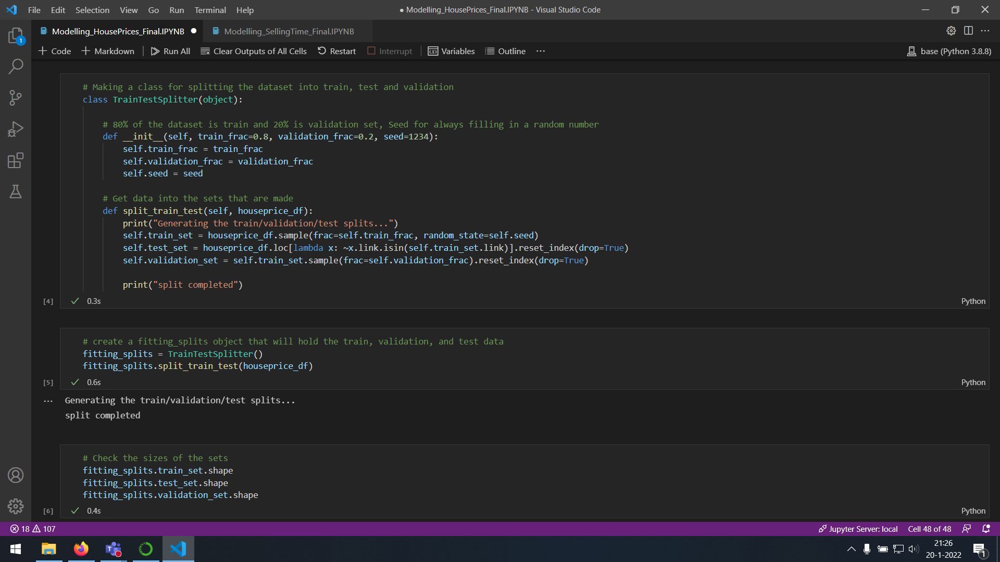 File Edit Selection View Go Run Terminal Help
● Modelling_HousePrices_Final.IPYNB - Visual Studio Code
Modelling_HousePrices_Final.IPYNB
Modelling_SellingTime_Final.IPYNB
1
+ Code + Markdown Run All Clear Outputs of All Cells Restart Interrupt Variables Outline ... base (Python 3.8.8)
# Making a class for splitting the dataset into train, test and validation
class TrainTestSplitter(object):
# 80% of the dataset is train and 20% is validation set, Seed for always filling in a random number
def __init__(self, train_frac=0.8, validation_frac=0.2, seed=1234):
self.train_frac = train_frac
self.validation_frac = validation_frac
self.seed = seed
# Get data into the sets that are made
def split_train_test(self, houseprice_df):
print("Generating the train/validation/test splits...")
self.train_set = houseprice_df.sample(frac=self.train_frac, random_state=self.seed)
self.test_set = houseprice_df.loc[lambda x: ~x.link.isin(self.train_set.link)].reset_index(drop=True)
self.validation_set = self.train_set.sample(frac=self.validation_frac).reset_index(drop=True)
print("split completed")
[4] 0.3s Python
# create a fitting_splits object that will hold the train, validation, and test data
fitting_splits = TrainTestSplitter()
fitting_splits.split_train_test(houseprice_df)
[5] 0.6s Python
... Generating the train/validation/test splits...
split completed
# Check the sizes of the sets
fitting_splits.train_set.shape
fitting_splits.test_set.shape
fitting_splits.validation_set.shape
[6] 0.4s Python
18 107 Jupyter Server: local Cell 48 of 48
21:26
20-1-2022
1